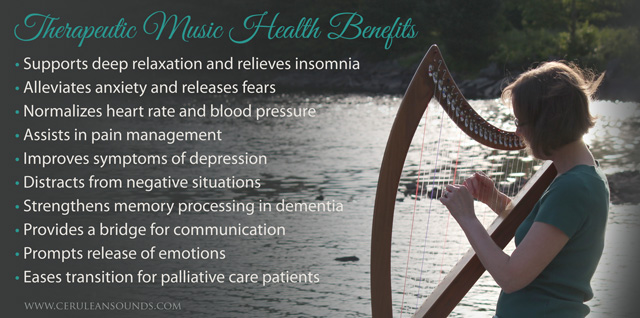 Therapeutic Music Health Benefits
• Supports deep relaxation and relieves insomnia
• Alleviates anxiety and releases fears
• Normalizes heart rate and blood pressure
• Assists in pain management
• Improves symptoms of depression
• Distracts from negative situations
• Strengthens memory processing in dementia
• Provides a bridge for communication
• Prompts release of emotions
• Eases transition for palliative care patients
WWW.CERULEANSOUNDS.COM